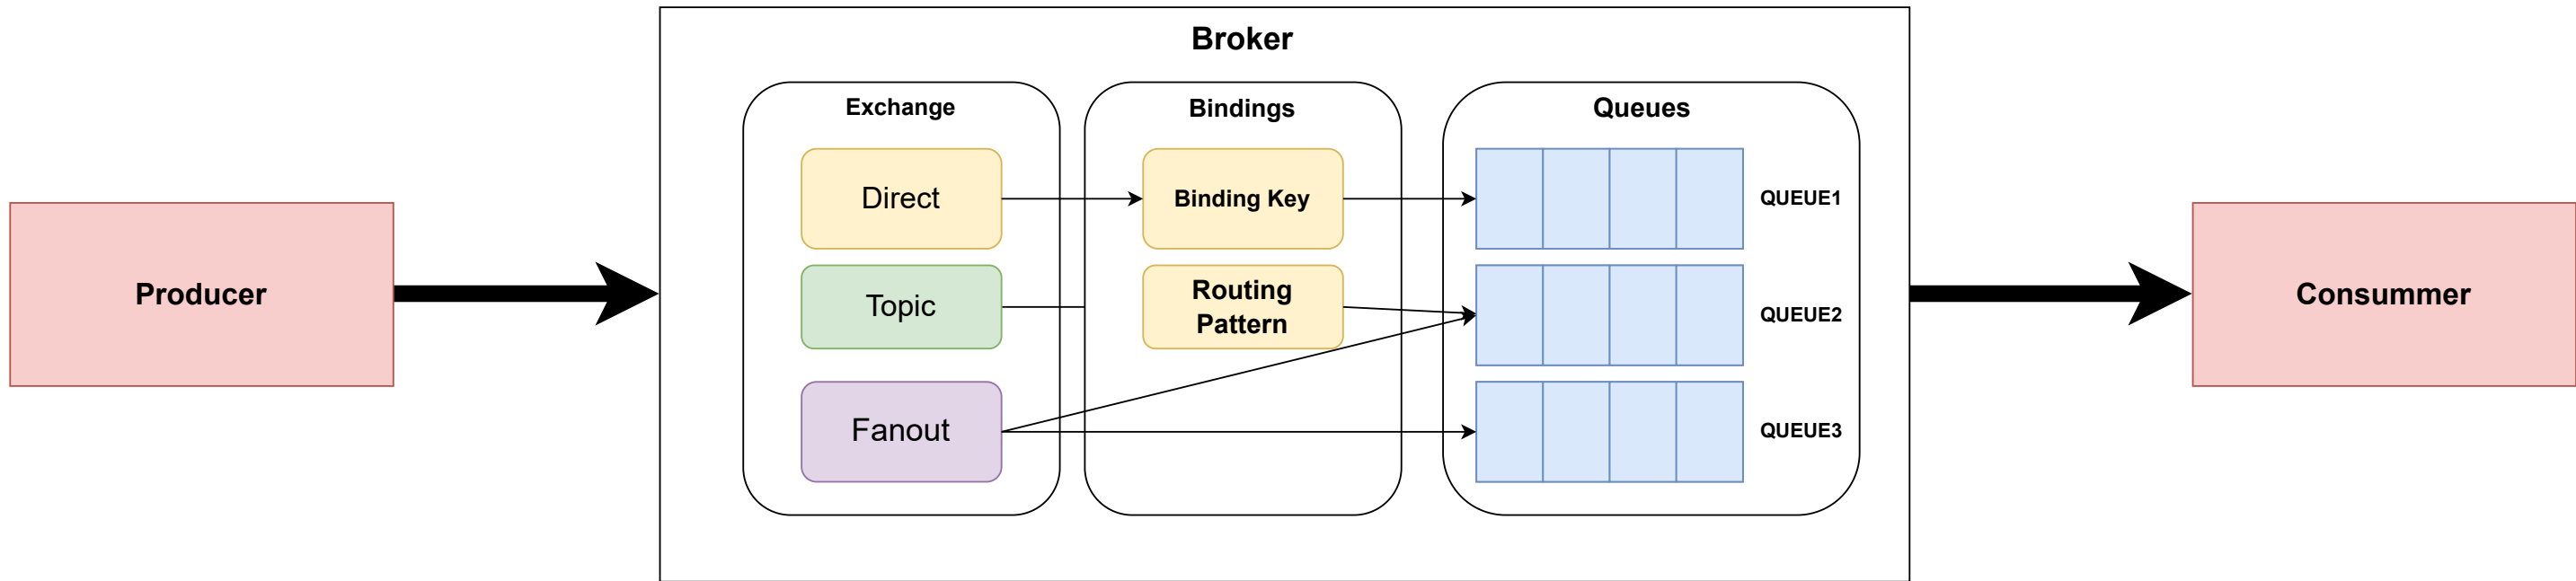 Broker
Exchange
Bindings
Queues
Direct
Binding Key
QUEUE1
Producer
Topic
Routing
Pattern
QUEUE2
Consummer
Fanout
QUEUE3